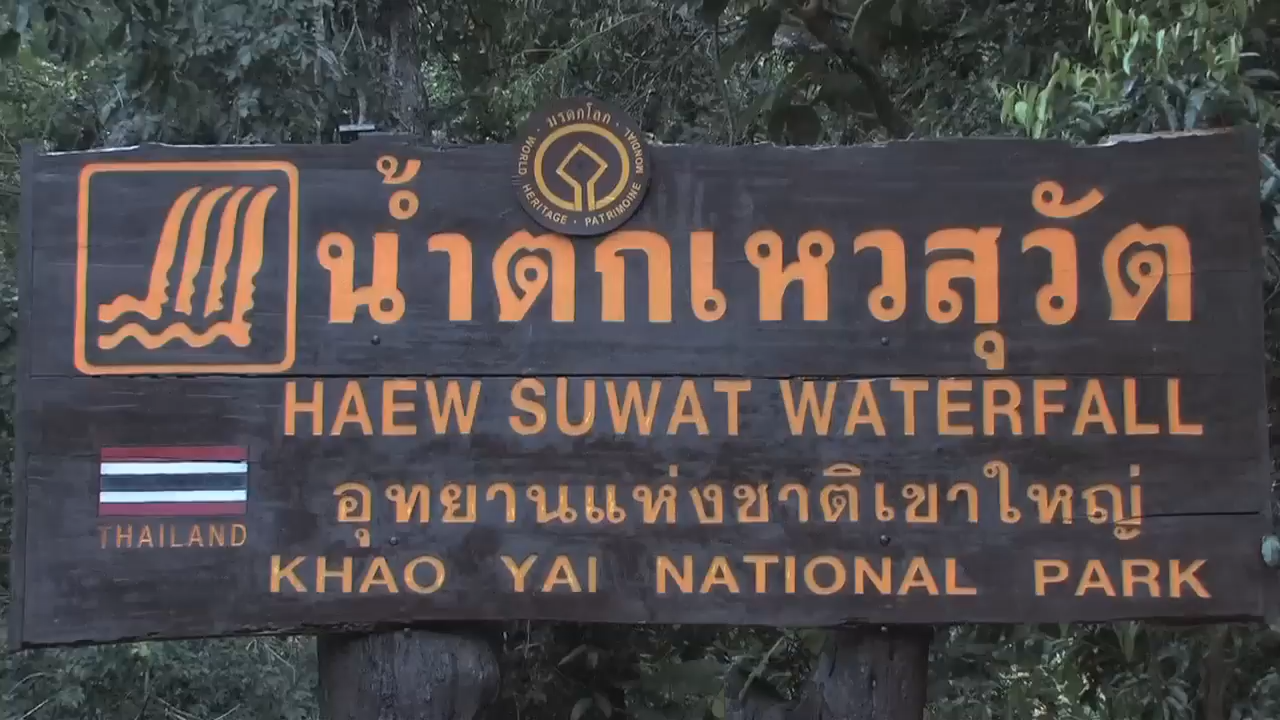 มรดกโลก · WORLD HERITAGE · PATRIMOINE MONDIAL ·
น้ำตกเหวสุวัต
HAEW SUWAT WATERFALL
อุทยานแห่งชาติเขาใหญ่
THAILAND
KHAO YAI NATIONAL PARK